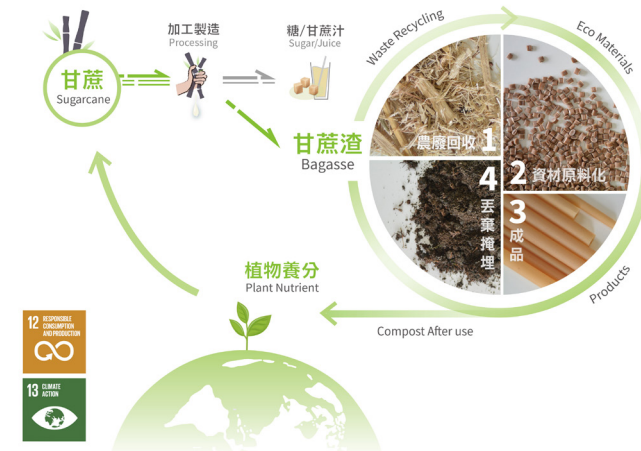 加工製造
Processing
糖/甘蔗汁
Sugar/Juice
甘蔗
Sugarcane
甘蔗渣
Bagasse
Waste Recycling
Eco Materials
農廢回收 1
2 資材原料化
3
成品
4
丟棄掩埋
Products
Compost After use
植物養分
Plant Nutrient
12 RESPONSIBLE
CONSUMPTION
AND PRODUCTION
13 CLIMATE
ACTION